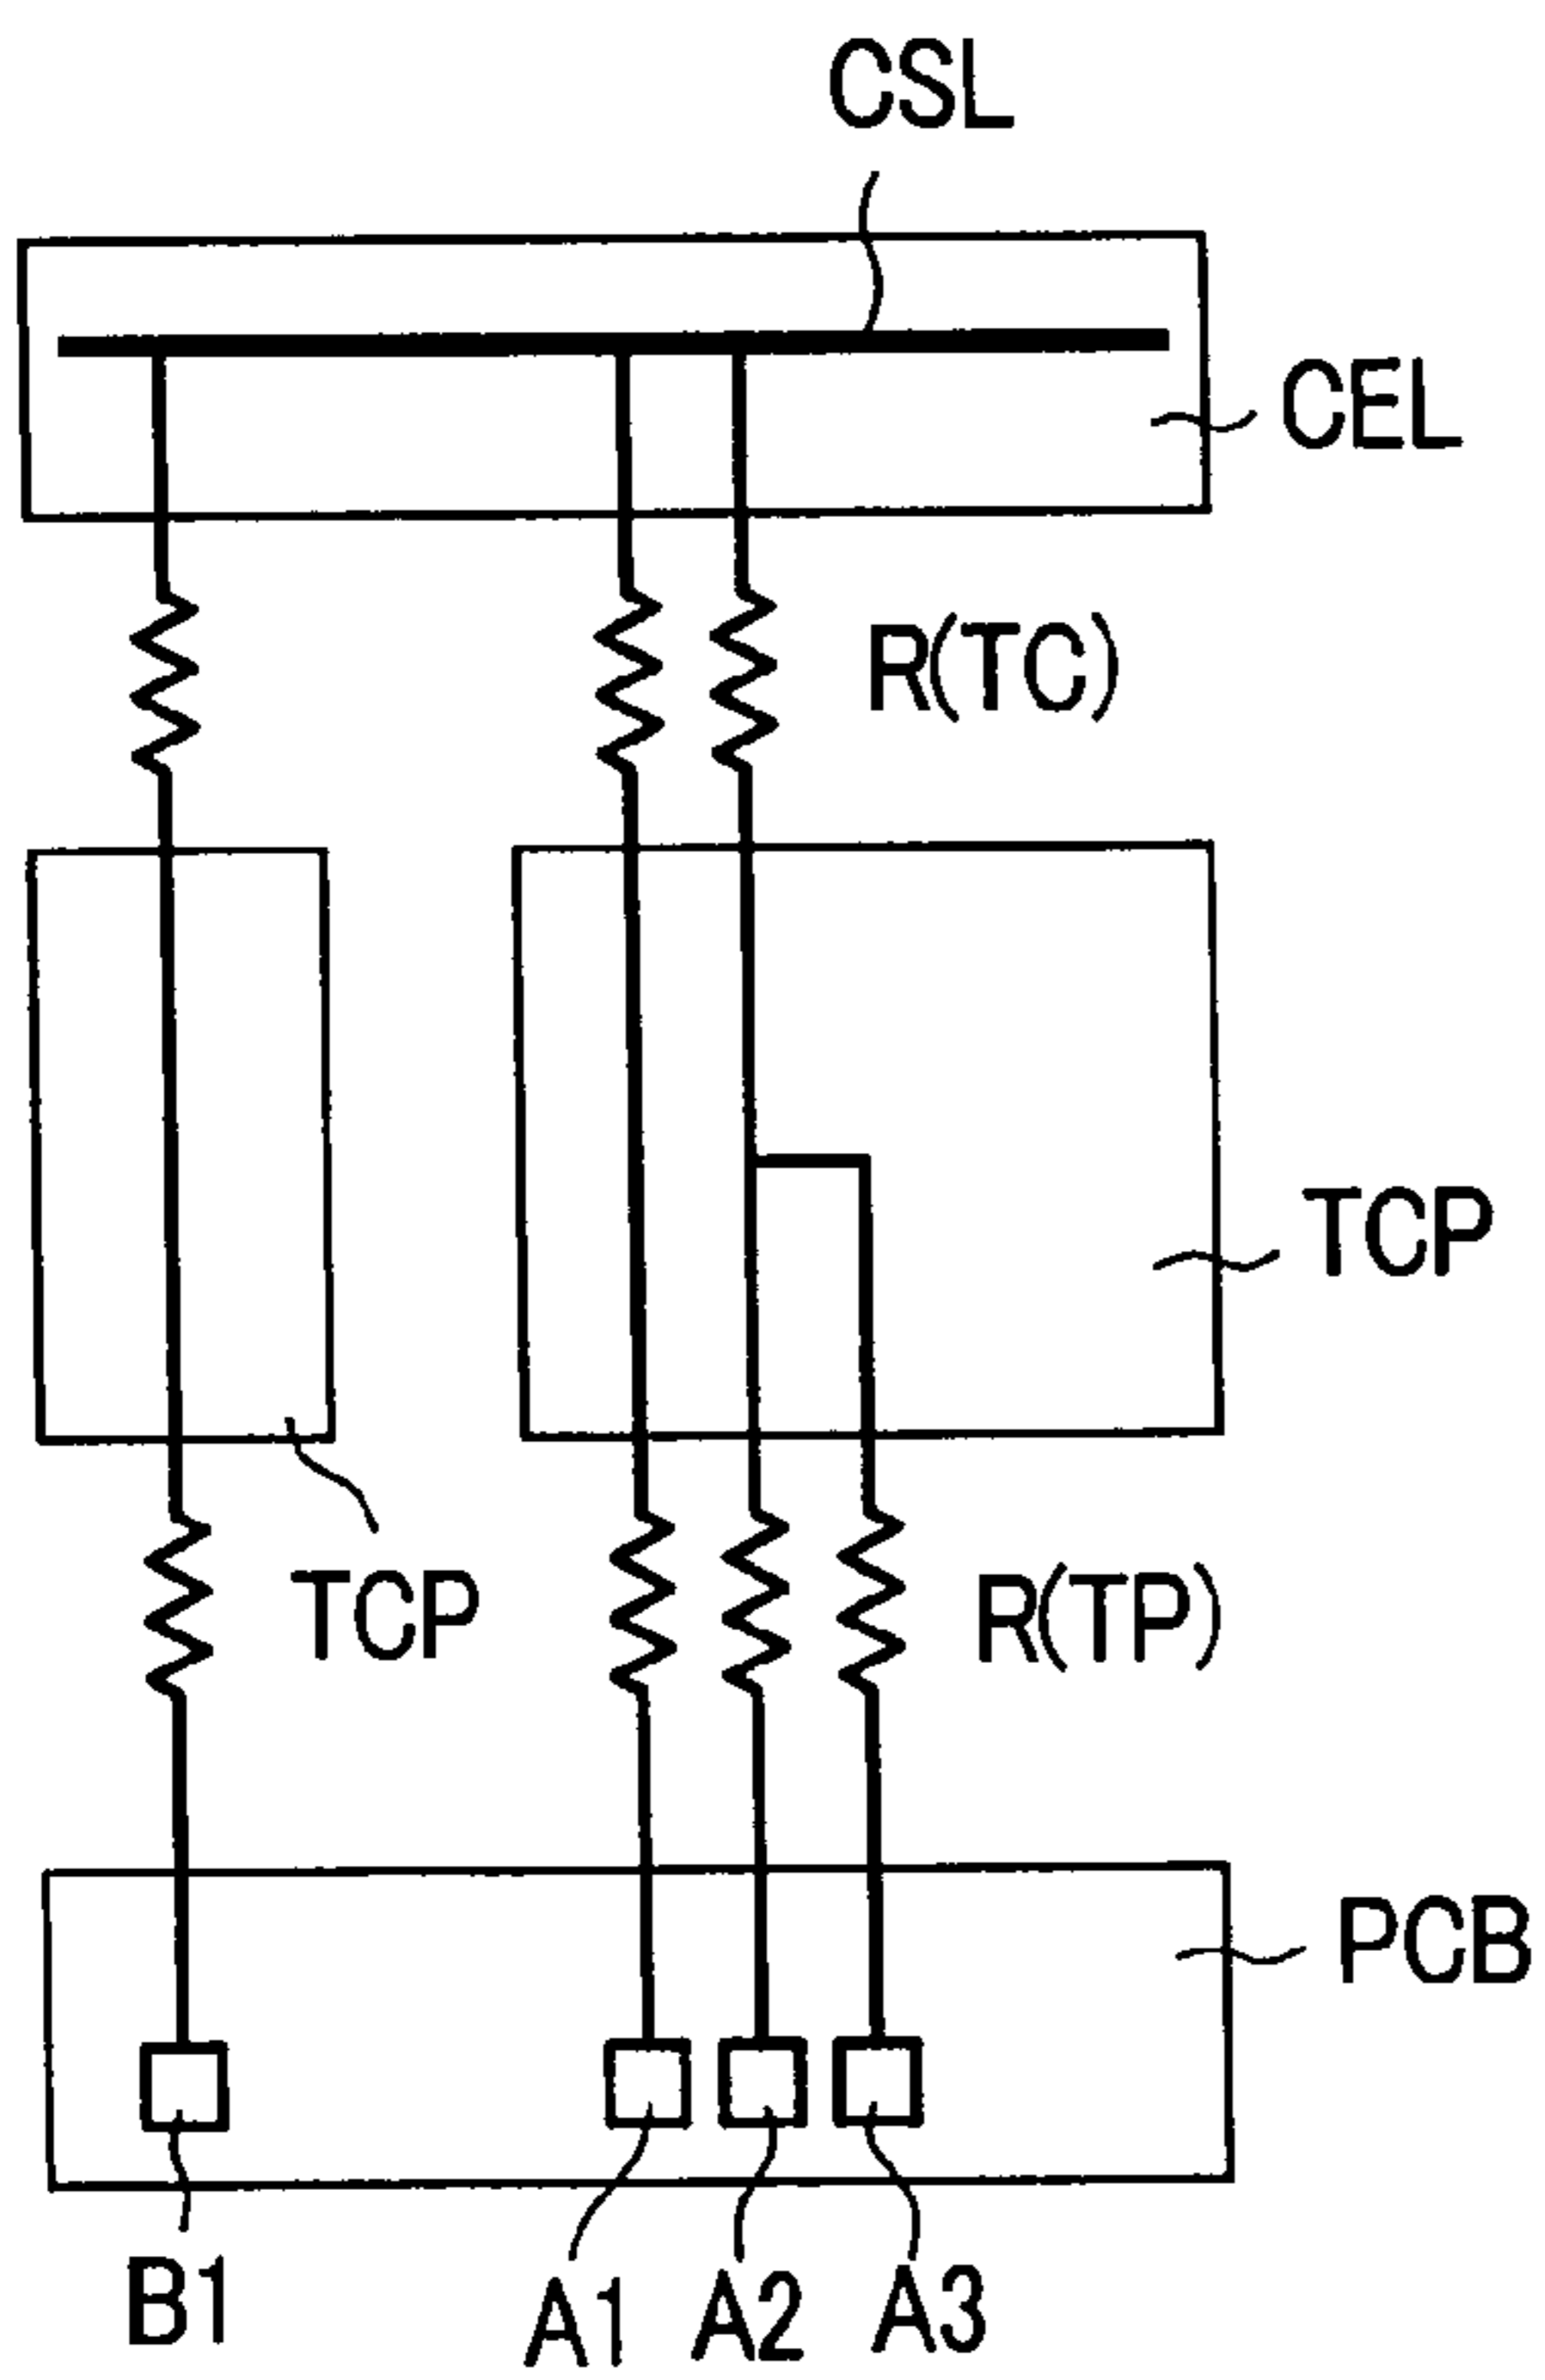 CSL
CEL
R(TC)
TCP
TCP
R(TP)
PCB
B1
A1
A2
A3